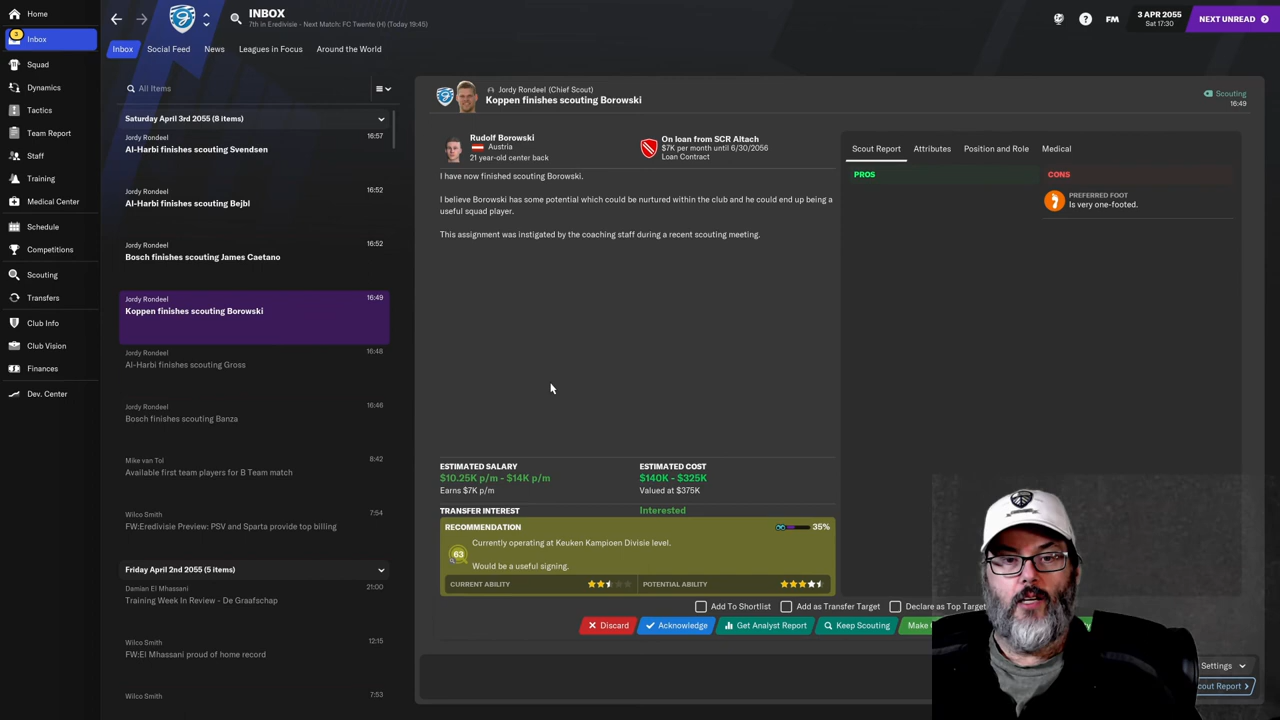 Home
3
Inbox
Squad
Dynamics
Tactics
Team Report
Staff
Training
Medical Center
Schedule
Competitions
Scouting
Transfers
Club Info
Club Vision
Finances
Dev. Center
INBOX
7th in Eredivisie - Next Match: FC Twente (H) (Today 19:45)
?
FM
3 APR 2055
Sat 17:30
NEXT UNREAD
Inbox
Social Feed
News
Leagues in Focus
Around the World
All Items
Saturday April 3rd 2055 (8 items)
Jordy Rondeel
16:57
Al-Harbi finishes scouting Svendsen
Jordy Rondeel
16:52
Al-Harbi finishes scouting Bejbl
Jordy Rondeel
16:52
Bosch finishes scouting James Caetano
Jordy Rondeel
16:49
Koppen finishes scouting Borowski
Jordy Rondeel
16:48
Al-Harbi finishes scouting Gross
Jordy Rondeel
16:46
Bosch finishes scouting Banza
Mike van Tol
8:42
Available first team players for B Team match
Wilco Smith
7:54
FW:Eredivisie Preview: PSV and Sparta provide top billing
Friday April 2nd 2055 (5 items)
Damian El Mhassani
21:00
Training Week In Review - De Graafschap
Wilco Smith
12:15
FW:El Mhassani proud of home record
Wilco Smith
7:53
Jordy Rondeel (Chief Scout)
Koppen finishes scouting Borowski
Scouting
16:49
Rudolf Borowski
Austria
21 year-old center back
On loan from SCR Altach
$7K per month until 6/30/2056
Loan Contract
I have now finished scouting Borowski.
I believe Borowski has some potential which could be nurtured within the club and he could end up being a
useful squad player.
This assignment was instigated by the coaching staff during a recent scouting meeting.
Scout Report
Attributes
Position and Role
Medical
PROS
CONS
PREFERRED FOOT
Is very one-footed.
ESTIMATED SALARY
$10.25K p/m - $14K p/m
Earns $7K p/m
ESTIMATED COST
$140K - $325K
Valued at $375K
TRANSFER INTEREST
Interested
RECOMMENDATION
35%
63
Currently operating at Keuken Kampioen Divisie level.
Would be a useful signing.
CURRENT ABILITY
POTENTIAL ABILITY
Add To Shortlist
Add as Transfer Target
Declare as Top Target
Discard
Acknowledge
Get Analyst Report
Keep Scouting
Make
Settings
Scout Report